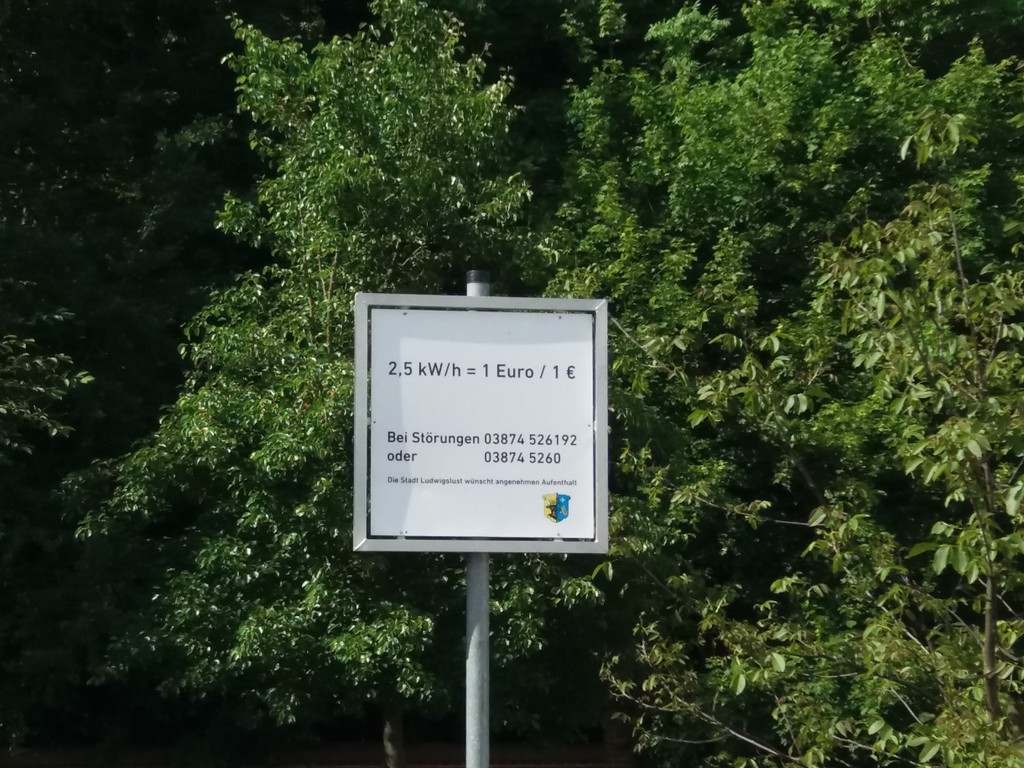 2,5 kW/h = 1 Euro / 1 €
Bei Störungen 03874 526192
oder 03874 5260
Die Stadt Ludwigslust wünscht angenehmen Aufenthalt